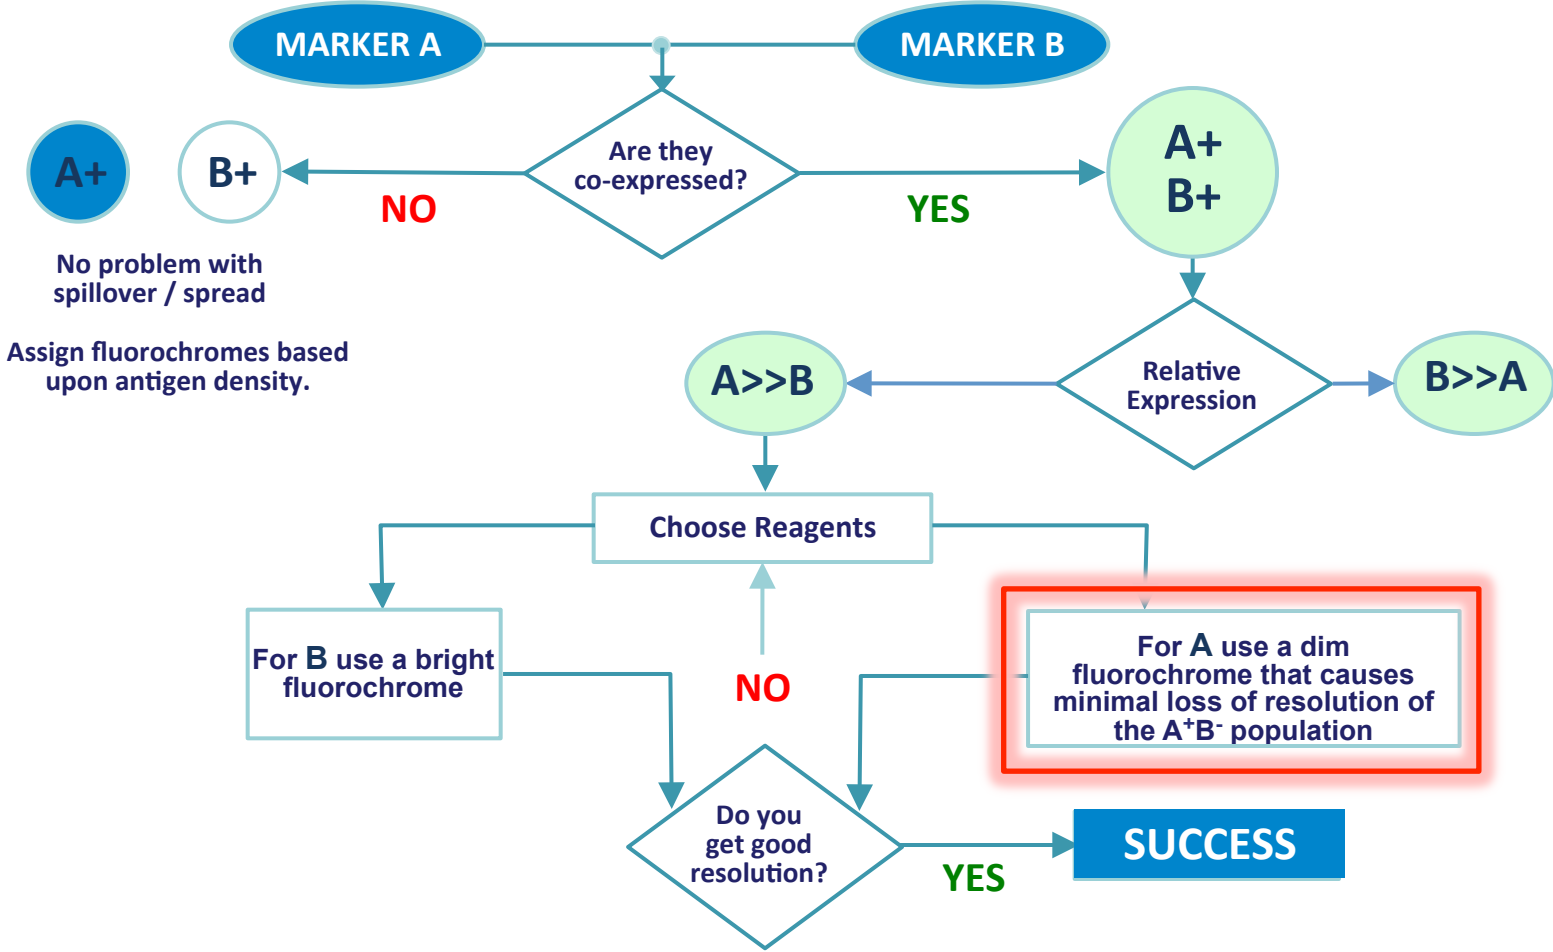 MARKER A
MARKER B
Are they
co-expressed?
A+
B+
NO
YES
A+
B+
No problem with
spillover / spread
Assign fluorochromes based
upon antigen density.
A>>B
Relative
Expression
B>>A
Choose Reagents
For B use a bright
fluorochrome
NO
For A use a dim
fluorochrome that causes
minimal loss of resolution of
the A⁺B⁻ population
Do you
get good
resolution?
YES
SUCCESS